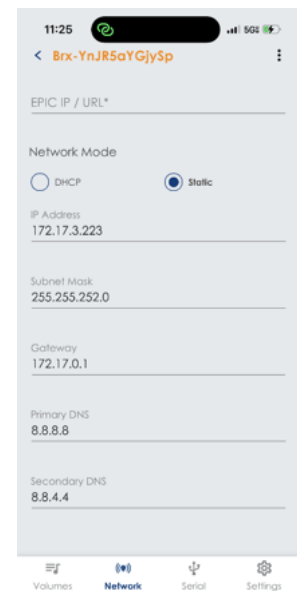 11:25
5G
Brx-YnJR5aYGjySp
EPIC IP / URL*
Network Mode
DHCP Static
IP Address
172.17.3.223
Subnet Mask
255.255.252.0
Gateway
172.17.0.1
Primary DNS
8.8.8.8
Secondary DNS
8.8.4.4
Volumes Network Serial Settings